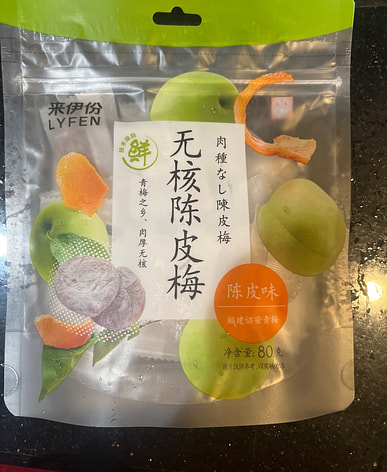 来伊份
LYFEN
鲜
无核陈皮梅
肉種なし陳皮梅
青梅之乡、肉厚无核
陈皮味
福建诏安青梅
净含量:80克